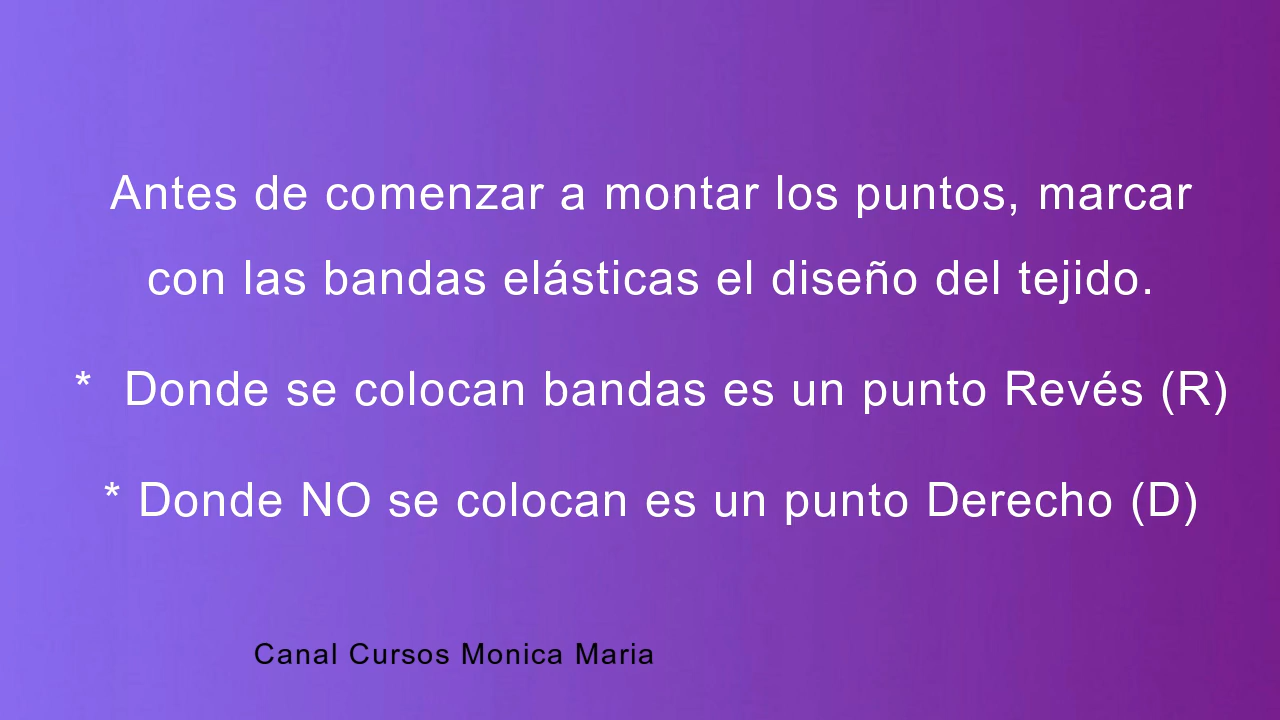 Antes de comenzar a montar los puntos, marcar
con las bandas elásticas el diseño del tejido.
* Donde se colocan bandas es un punto Revés (R)
* Donde NO se colocan es un punto Derecho (D)
Canal Cursos Monica Maria